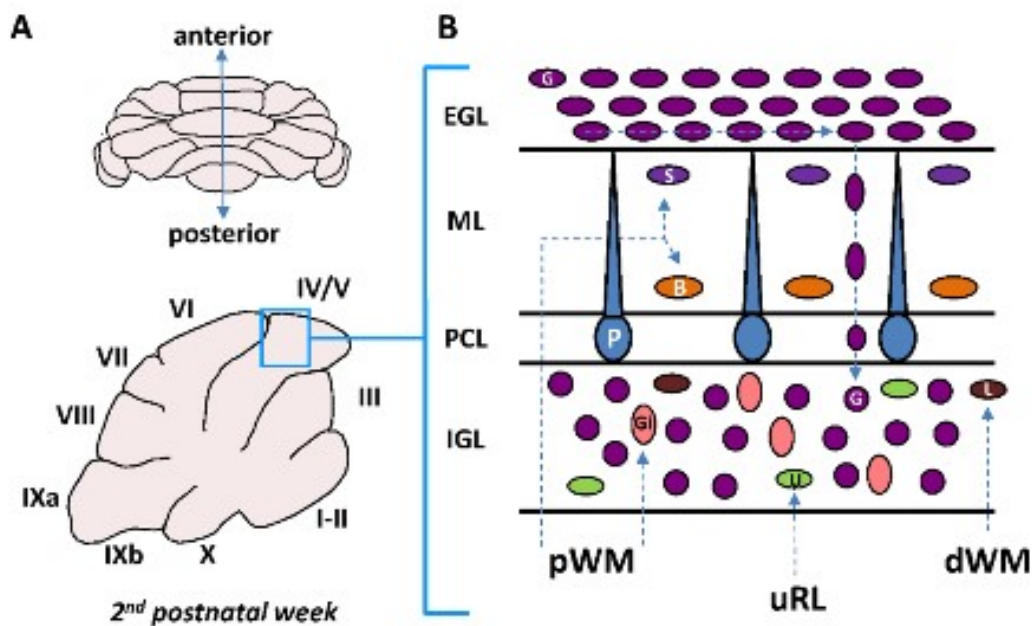 A
anterior
posterior
IV/V
VI
VII
VIII
III
IXa
I-II
IXb
X
2nd postnatal week
B
EGL
G
S
ML
B
PCL
P
IGL
G
L
Gl
U
pWM
uRL
dWM